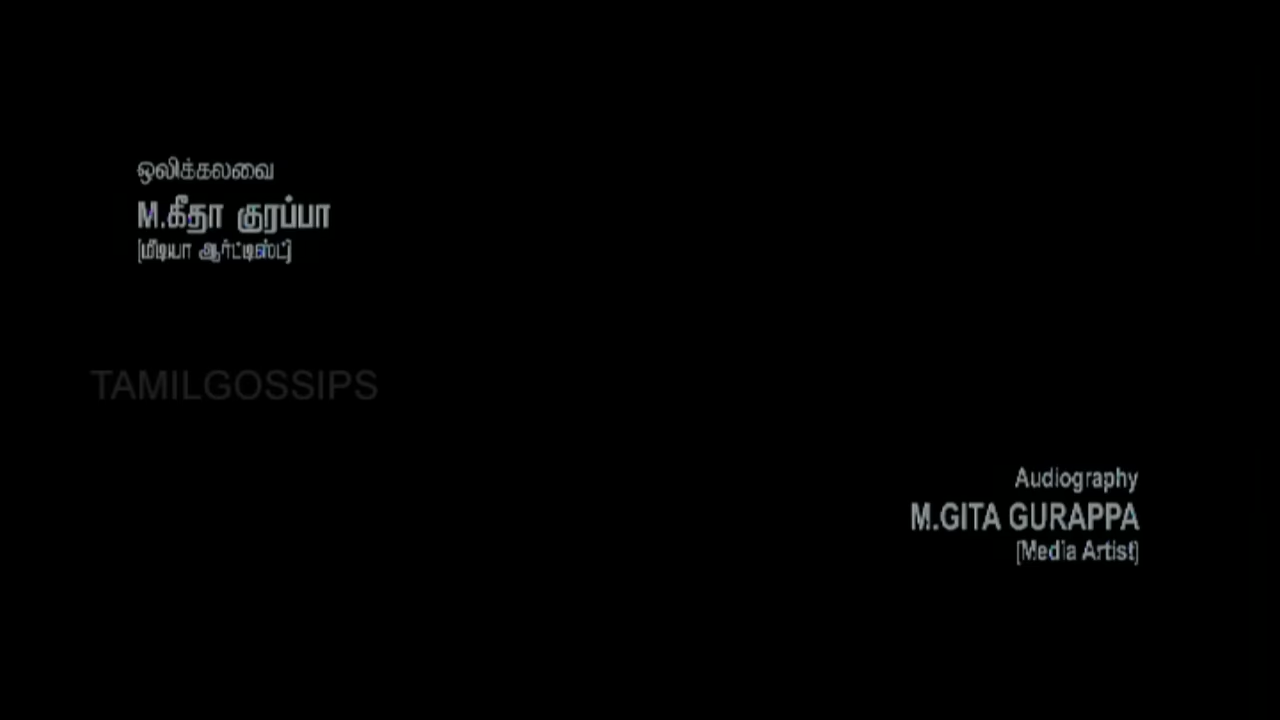 ஒலிக்கலவை
M.கீதா குரப்பா
[மீடியா ஆர்ட்டிஸ்ட்]
TAMILGOSSIPS
Audiography
M.GITA GURAPPA
[Media Artist]